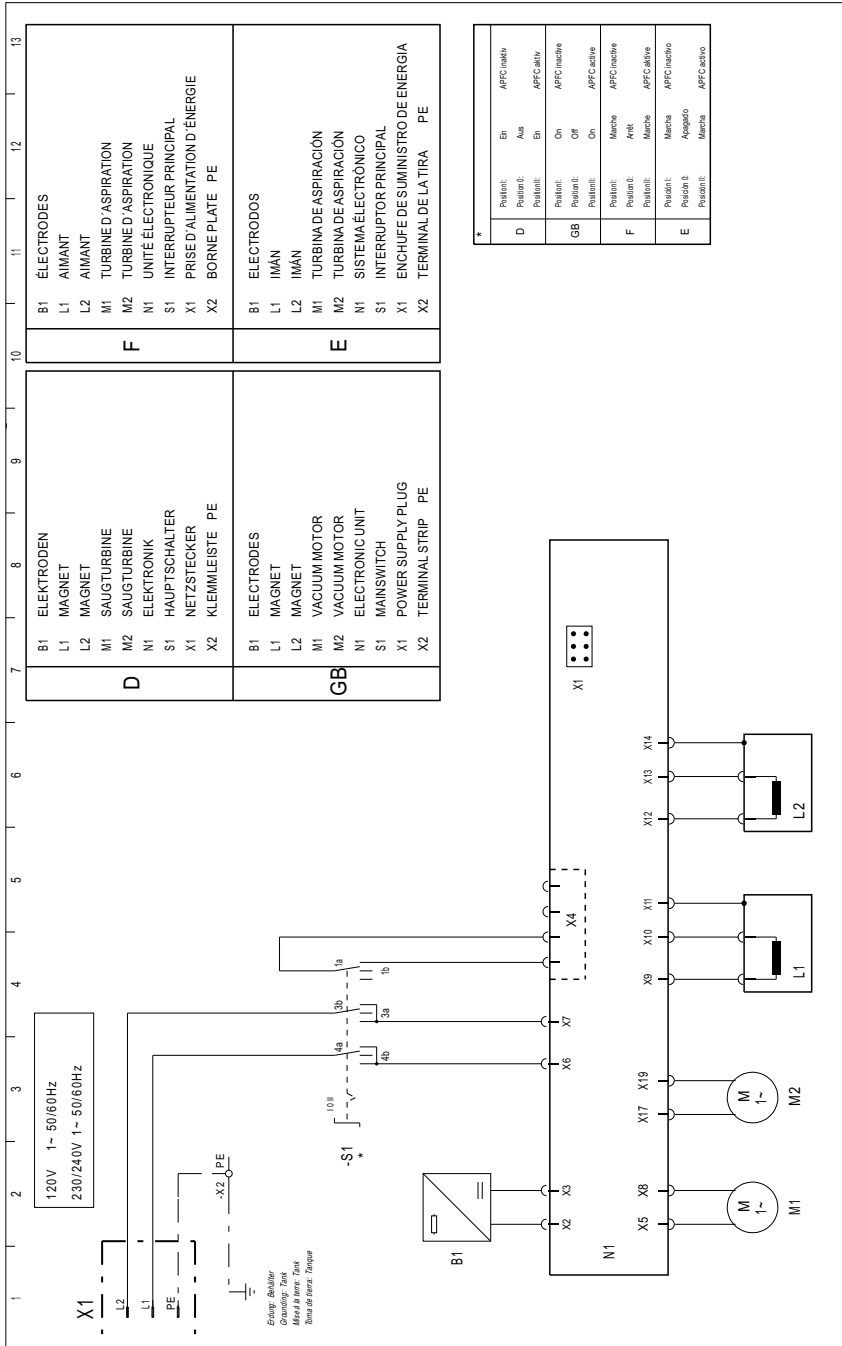 1 2 3 4 5 6 7 8 9 10 11 12 13
X1
L2
L1
PE
120V 1~ 50/60Hz
230/240V 1~ 50/60Hz
-X2 PE
Erdung: Behälter
Grounding: Tank
Mise à la terre: Tank
Toma de tierra: Tanque
-S1
*
I 0 II
4a
4b
3b
3a
1a
1b
B1
X2
X3
X6
X7
X4
N1
X5
X8
X17
X19
X9
X10
X11
X12
X13
X14
X1
M
1~
M1
M
1~
M2
L1
L2
D
B1 ELEKTRODEN
L1 MAGNET
L2 MAGNET
M1 SAUGTURBINE
M2 SAUGTURBINE
N1 ELEKTRONIK
S1 HAUPTSCHALTER
X1 NETZSTECKER
X2 KLEMMLEISTE PE
GB
B1 ELECTRODES
L1 MAGNET
L2 MAGNET
M1 VACUUM MOTOR
M2 VACUUM MOTOR
N1 ELECTRONIC UNIT
S1 MAINSWITCH
X1 POWER SUPPLY PLUG
X2 TERMINAL STRIP PE
F
B1 ÉLECTRODES
L1 AIMANT
L2 AIMANT
M1 TURBINE D´ASPIRATION
M2 TURBINE D´ASPIRATION
N1 UNITÉ ÉLECTRONIQUE
S1 INTERRUPTEUR PRINCIPAL
X1 PRISE D´ALIMENTATION D´ÉNERGIE
X2 BORNE PLATE PE
E
B1 ELECTRODOS
L1 IMÁN
L2 IMÁN
M1 TURBINA DE ASPIRACIÓN
M2 TURBINA DE ASPIRACIÓN
N1 SISTEMA ÉLECTRÓNICO
S1 INTERRUPTOR PRINCIPAL
X1 ENCHUFE DE SUMINISTRO DE ENERGIA
X2 TERMINAL DE LA TIRA PE
*
D
Position I: Ein APFC inaktiv
Position 0: Aus
Position II: Ein APFC aktiv
GB
Position I: On APFC inactive
Position 0: Off
Position II: On APFC active
F
Position I: Marche APFC inactive
Position 0: Arrêt
Position II: Marche APFC aktive
E
Posición I: Marcha APFC inactivo
Posición 0: Apagado
Posición II: Marcha APFC activo